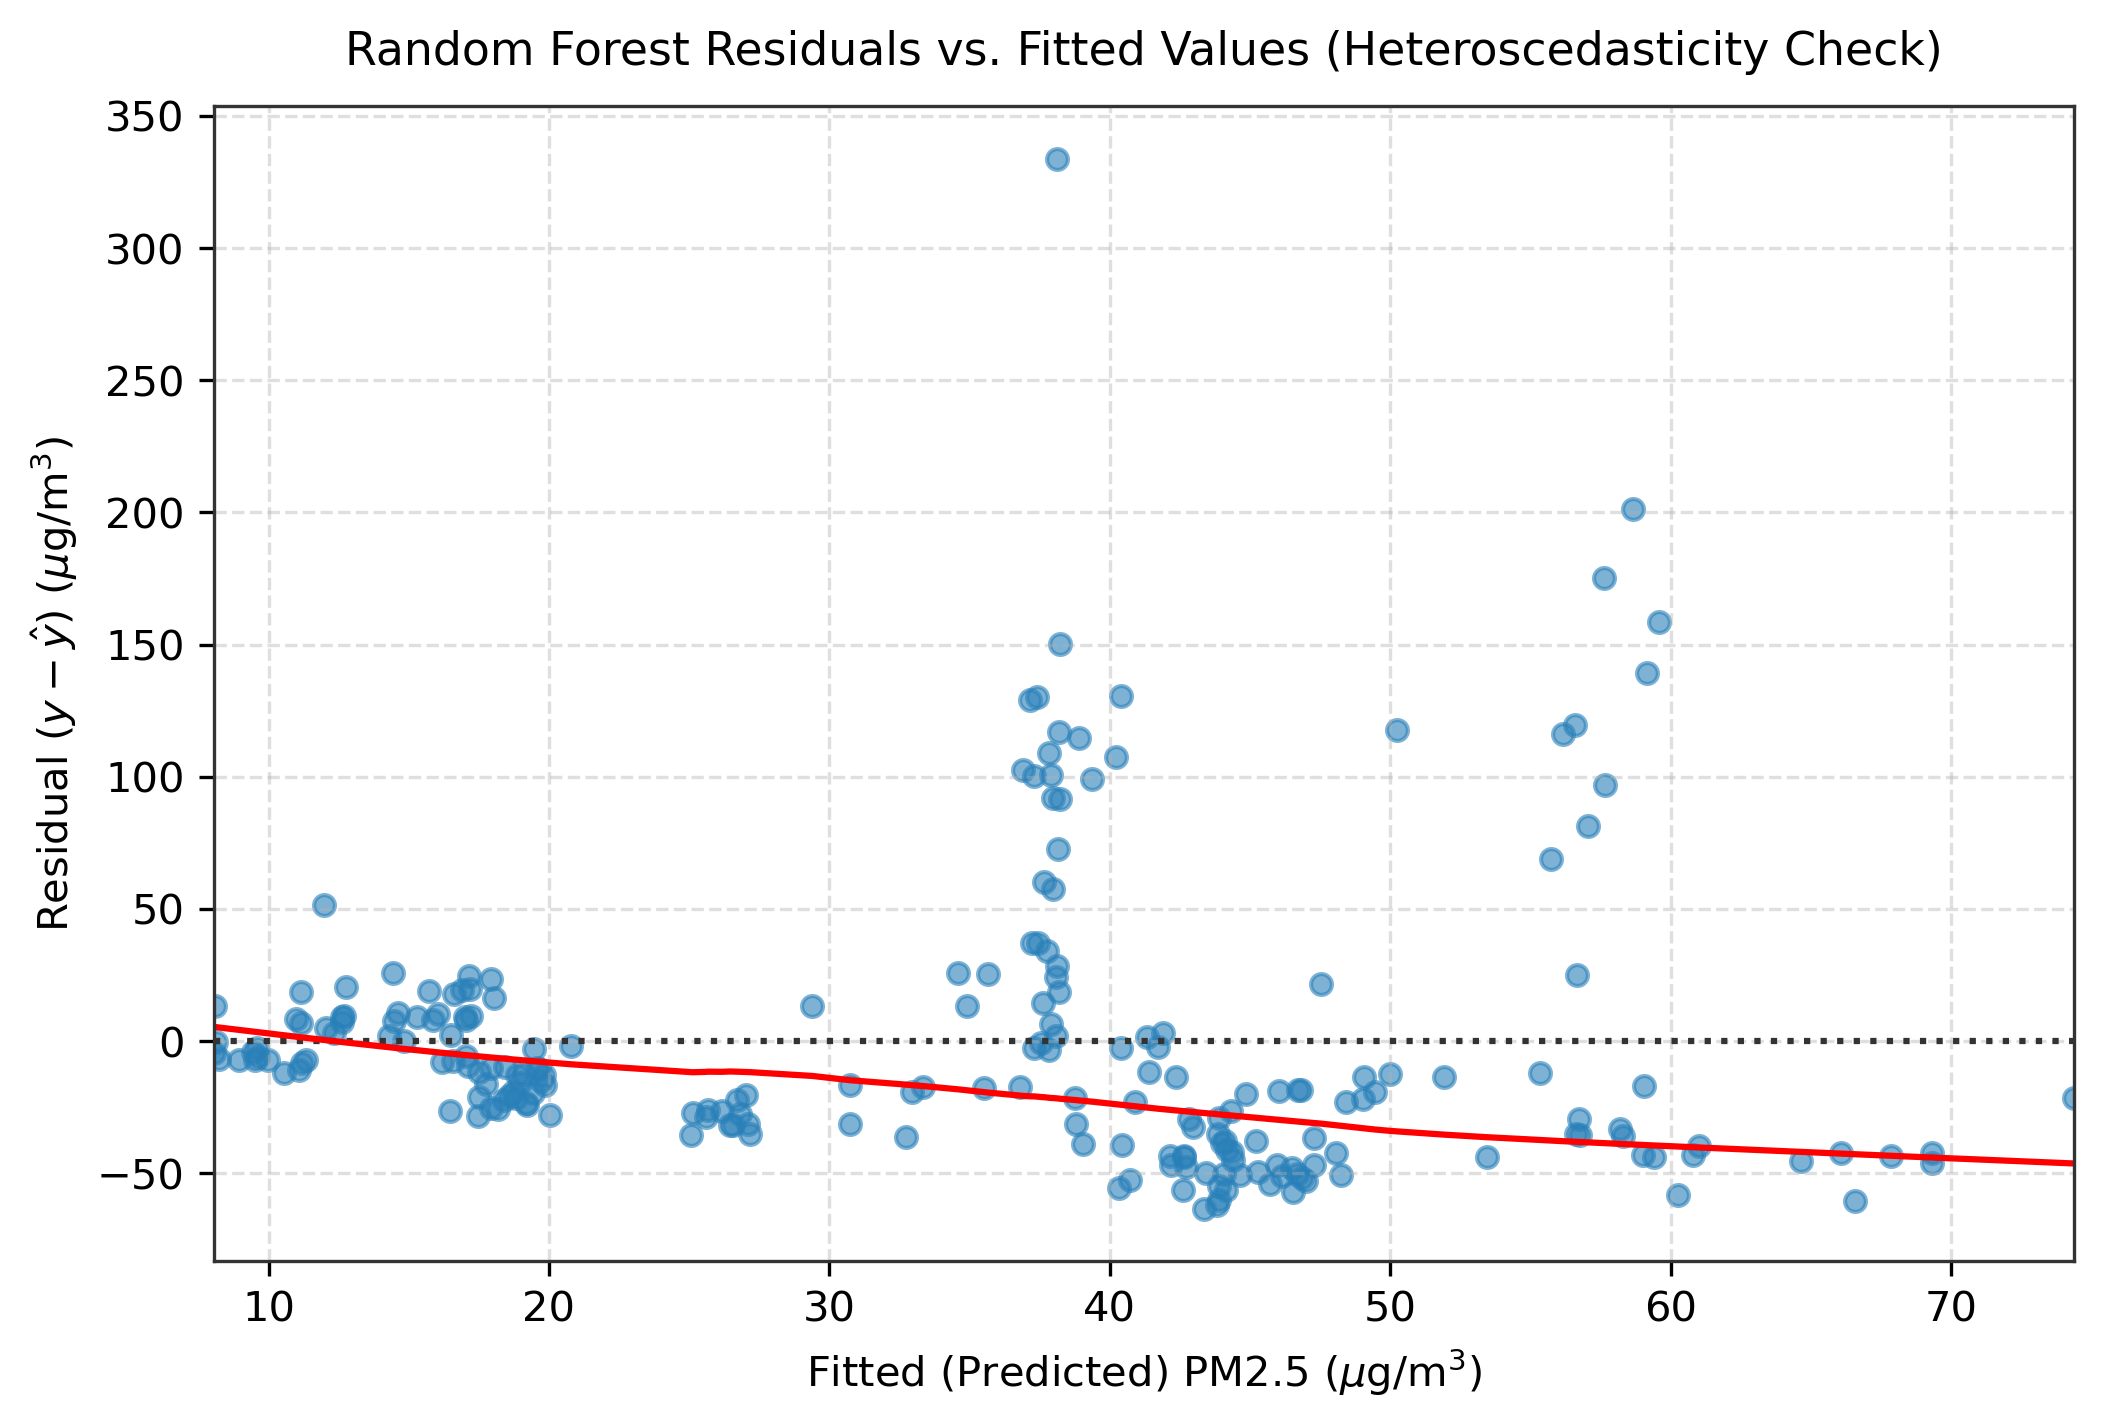 Random Forest Residuals vs. Fitted Values (Heteroscedasticity Check)
350
300
250
200
150
100
50
0
−50
Residual (y − ŷ) (μg/m³)
10 20 30 40 50 60 70
Fitted (Predicted) PM2.5 (μg/m³)